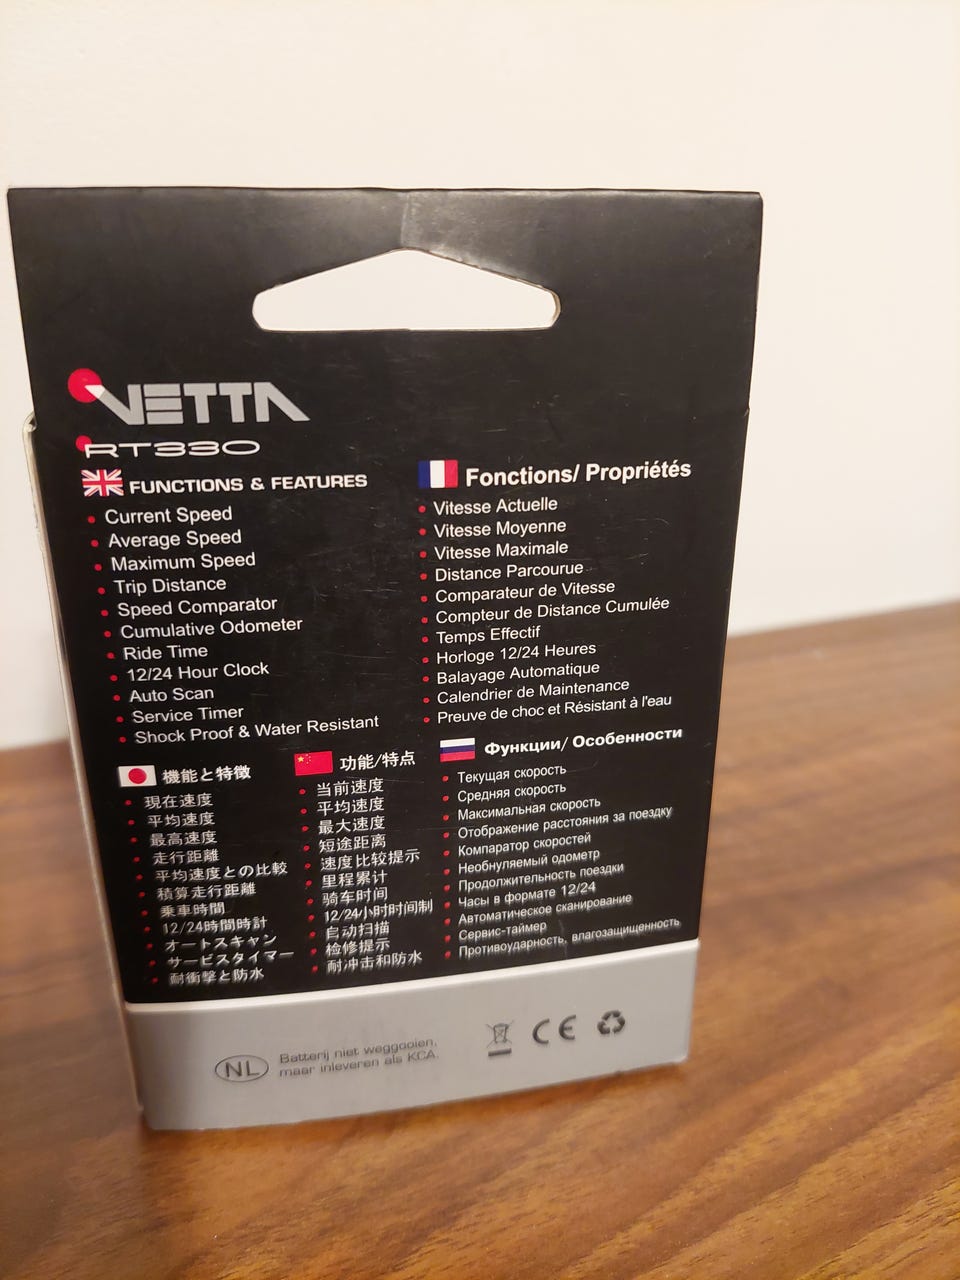 VETTA
RT330
FUNCTIONS & FEATURES
Current Speed
Average Speed
Maximum Speed
Trip Distance
Speed Comparator
Cumulative Odometer
Ride Time
12/24 Hour Clock
Auto Scan
Service Timer
Shock Proof & Water Resistant
Fonctions/ Propriétés
Vitesse Actuelle
Vitesse Moyenne
Vitesse Maximale
Distance Parcourue
Comparateur de Vitesse
Compteur de Distance Cumulée
Temps Effectif
Horloge 12/24 Heures
Balayage Automatique
Calendrier de Maintenance
Preuve de choc et Résistant à l'eau
機能と特徴
現在速度
平均速度
最高速度
走行距離
平均速度との比較
積算走行距離
乗車時間
12/24時間時計
オートスキャン
サービスタイマー
耐衝撃と防水
功能/特点
当前速度
平均速度
最大速度
短途距离
速度比较提示
里程累计
骑车时间
12/24小时时间制
自动扫描
检修提示
耐冲击和防水
Функции/ Особенности
Текущая скорость
Средняя скорость
Максимальная скорость
Отображение расстояния за поездку
Компаратор скоростей
Необнуляемый одометр
Продолжительность поездки
Часы в формате 12/24
Автоматическое сканирование
Сервис-таймер
Противоударность, влагозащищенность
NL
Batterij niet weggooien,
maar inleveren als KCA.
CE